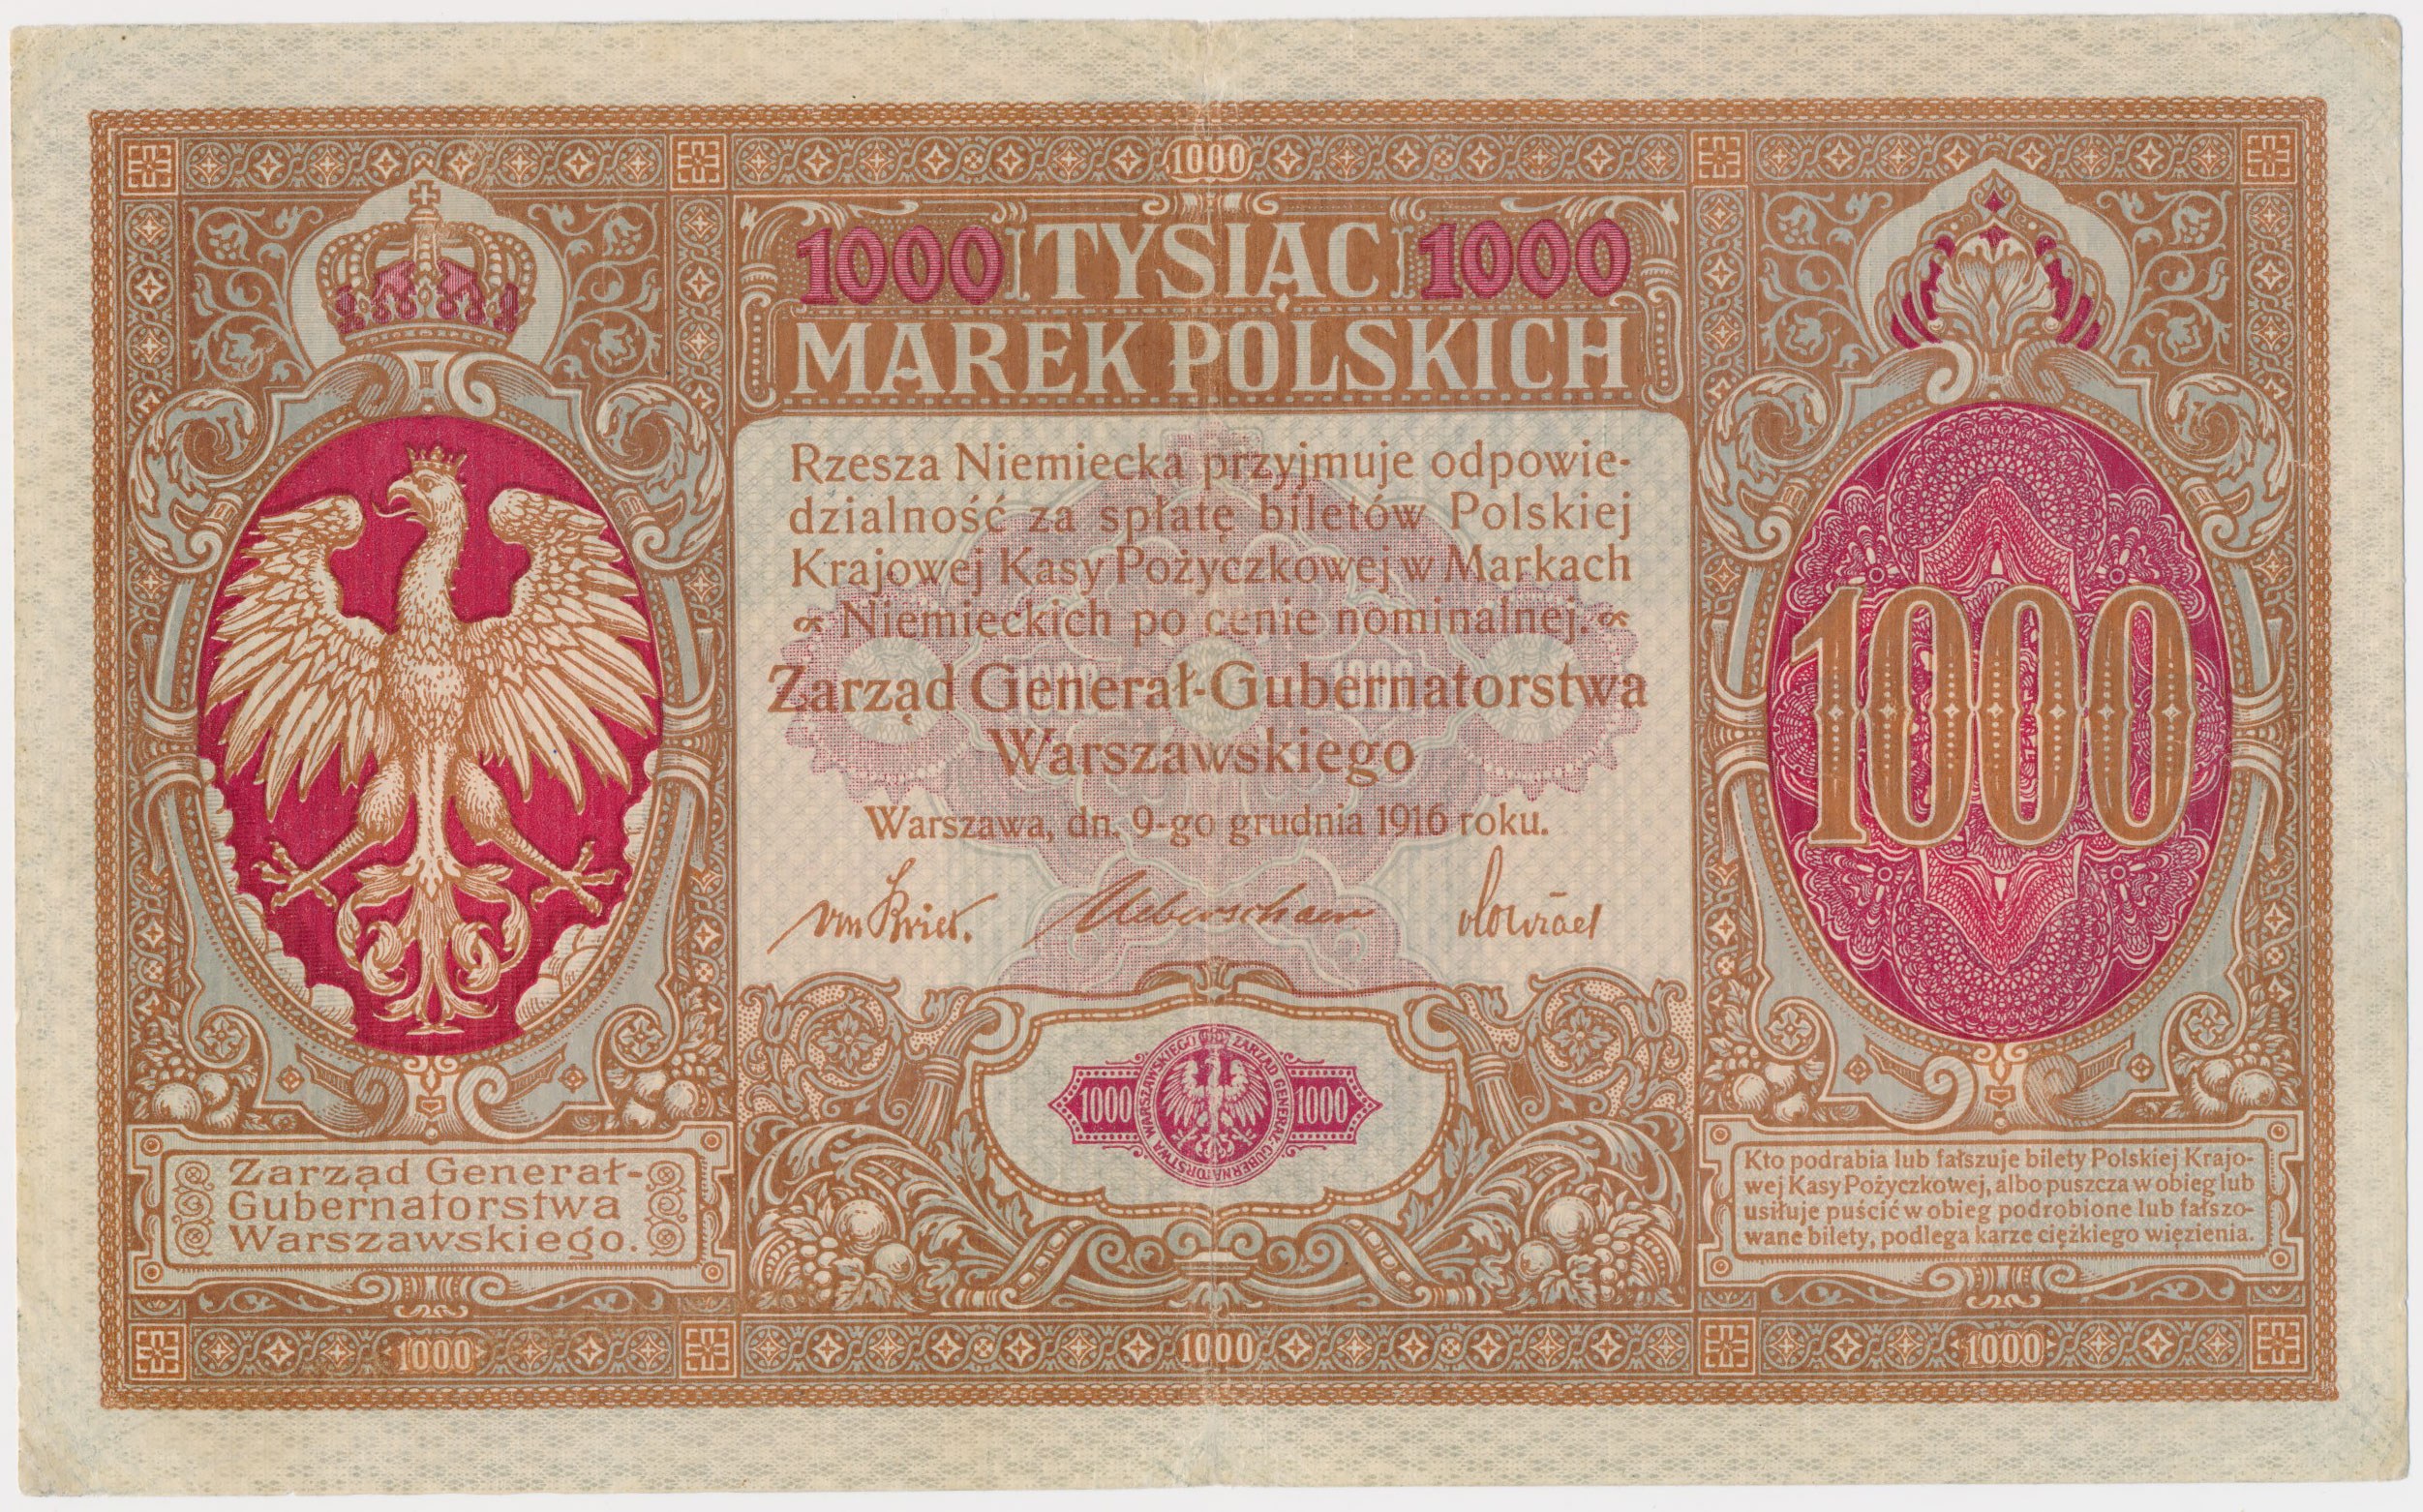 1000
1000 TYSIĄC 1000
MAREK POLSKICH
Rzesza Niemiecka przyjmuje odpowie-
dzialność za spłatę biletów Polskiej
Krajowej Kasy Pożyczkowej w Markach
Niemieckich po cenie nominalnej.
1000 1000
Zarząd Generał-Gubernatorstwa
Warszawskiego
Warszawa, dn. 9-go grudnia 1916 roku.
1000
1000 1000
ZARZĄD GENERAŁ-GUBERNATORSTWA WARSZAWSKIEGO
Zarząd Generał-
Gubernatorstwa
Warszawskiego.
Kto podrabia lub fałszuje bilety Polskiej Krajo-
wej Kasy Pożyczkowej, albo puszcza w obieg lub
usiłuje puścić w obieg podrobione lub fałszo-
wane bilety, podlega karze ciężkiego więzienia.
1000 1000 1000